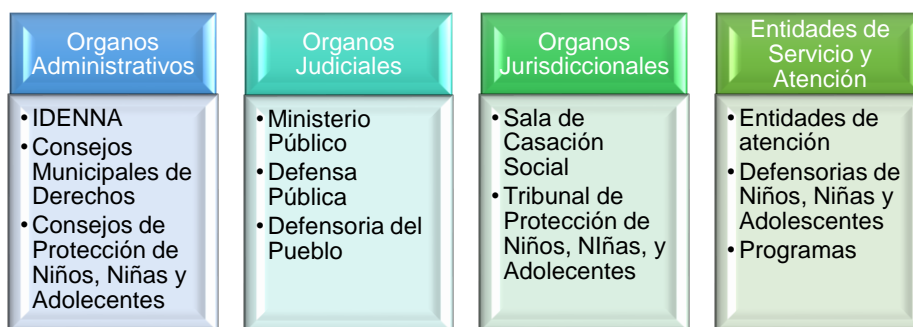 Organos
Administrativos
• IDENNA
• Consejos
Municipales de
Derechos
• Consejos de
Protección de
Niños, Niñas y
Adolecentes
Organos
Judiciales
• Ministerio
Público
• Defensa
Pública
• Defensoria del
Pueblo
Organos
Jurisdiccionales
• Sala de
Casación
Social
• Tribunal de
Protección de
Niños, NIñas, y
Adolecentes
Entidades de
Servicio y
Atención
• Entidades de
atención
• Defensorias de
Niños, Niñas y
Adolescentes
• Programas